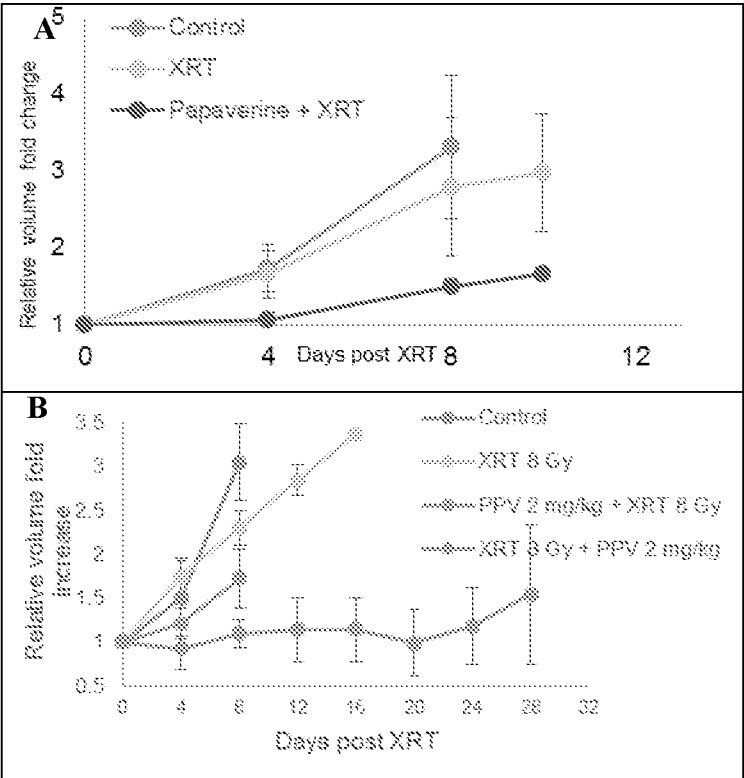 A
5
Control
XRT
Papaverine + XRT
4
3
2
1
Relative volume fold change
0 4 8 12
Days post XRT
B
3.5
3
2.5
2
1.5
1
0.5
Relative volume fold
increase
Control
XRT 8 Gy
PPV 2 mg/kg + XRT 8 Gy
XRT 8 Gy + PPV 2 mg/kg
0 4 8 12 16 20 24 28 32
Days post XRT